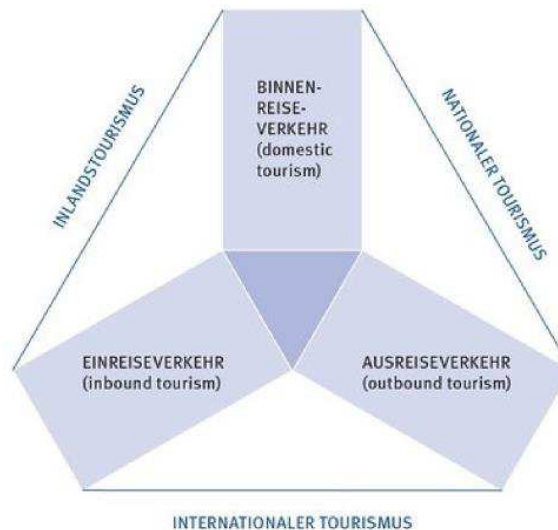 BINNEN-
REISE-
VERKEHR
(domestic
tourism)
INLANDSTOURISMUS
NATIONALER TOURISMUS
EINREISEVERKEHR
(inbound tourism)
AUSREISEVERKEHR
(outbound tourism)
INTERNATIONALER TOURISMUS